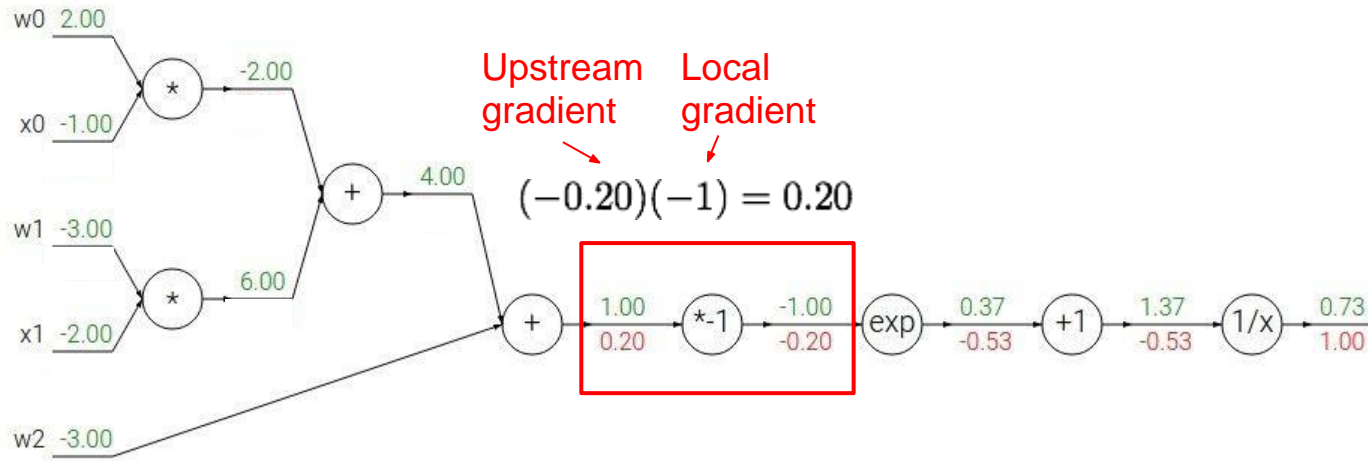 w0 2.00
Upstream gradient
Local gradient
* -2.00
x0 -1.00
(−0.20)(−1) = 0.20
+ 4.00
w1 -3.00
* 6.00
x1 -2.00
+ 1.00 *-1 -1.00 exp 0.37 +1 1.37 1/x 0.73
0.20 -0.20 -0.53 -0.53 1.00
w2 -3.00